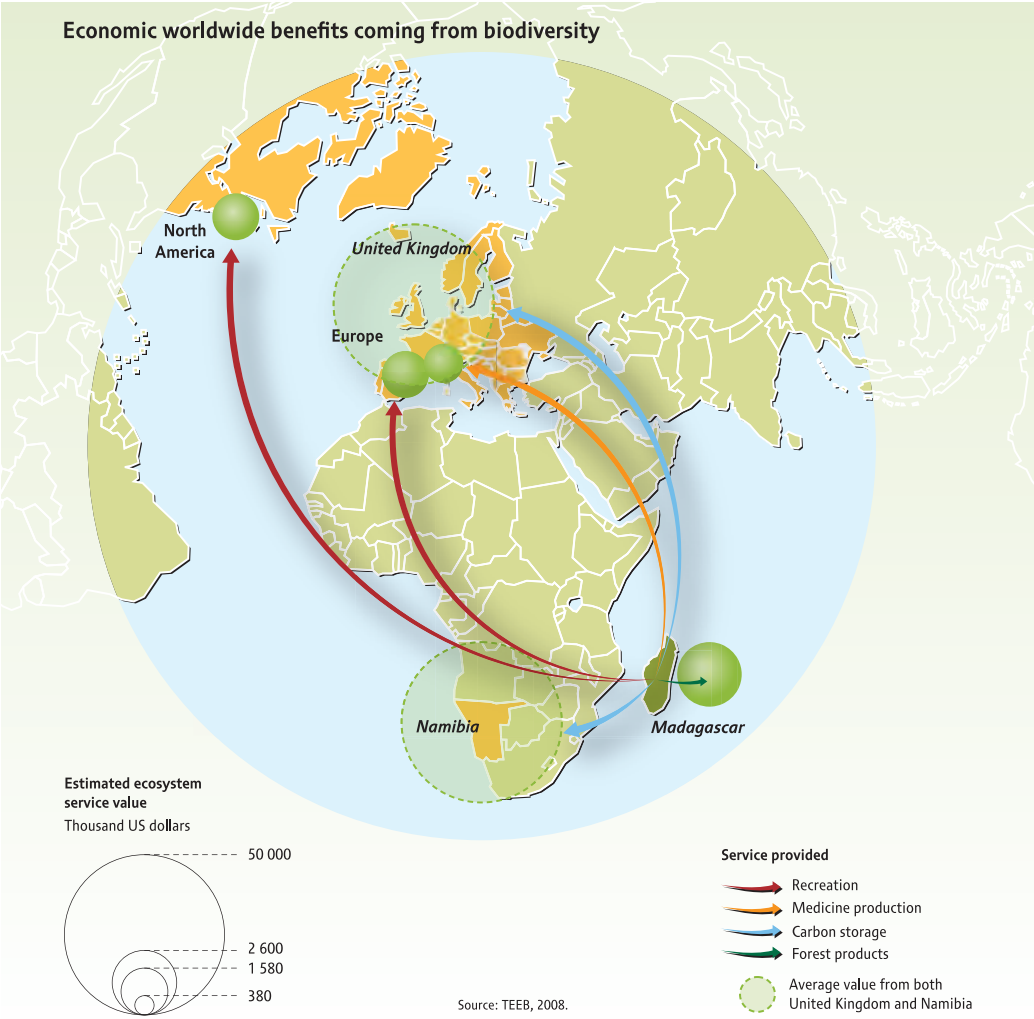 Economic worldwide benefits coming from biodiversity
North
America
United Kingdom
Europe
Namibia
Madagascar
Estimated ecosystem
service value
Thousand US dollars
50 000
2 600
1 580
380
Service provided
Recreation
Medicine production
Carbon storage
Forest products
Average value from both
United Kingdom and Namibia
Source: TEEB, 2008.